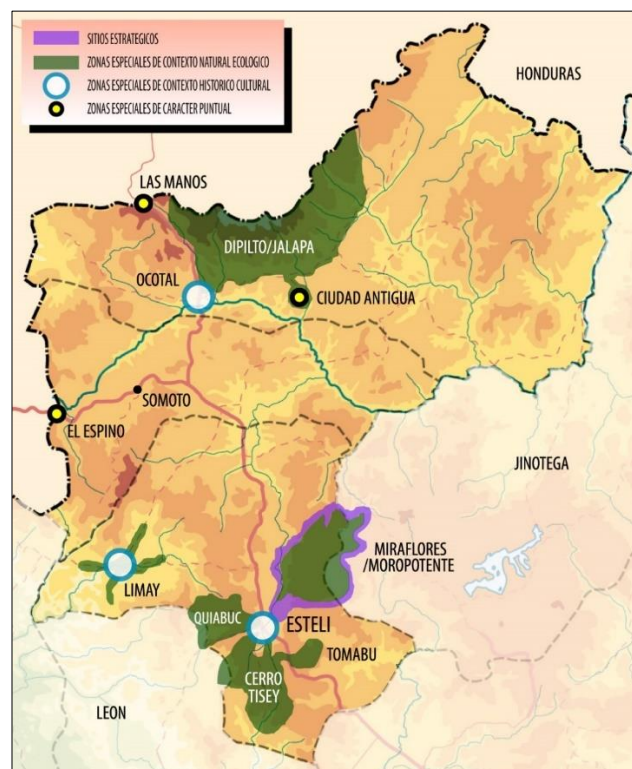 SITIOS ESTRATEGICOS
ZONAS ESPECIALES DE CONTEXTO NATURAL ECOLOGICO
ZONAS ESPECIALES DE CONTEXTO HISTORICO CULTURAL
ZONAS ESPECIALES DE CARACTER PUNTUAL
HONDURAS
LAS MANOS
DIPILTO/JALAPA
OCOTAL
CIUDAD ANTIGUA
SOMOTO
EL ESPINO
JINOTEGA
MIRAFLORES
/MOROPOTENTE
LIMAY
QUIABUC
ESTELI
TOMABU
CERRO
TISEY
LEON